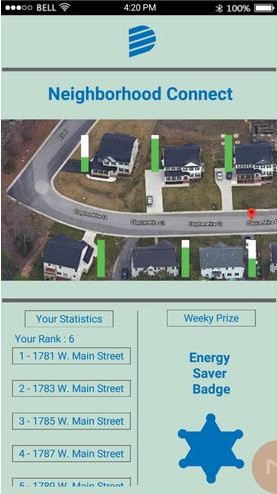 BELL 4:20 PM 100%
Neighborhood Connect
Your Statistics
Weeky Prize
Your Rank : 6
1 - 1781 W. Main Street
2 - 1783 W. Main Street
3 - 1785 W. Main Street
4 - 1787 W. Main Street
5 - 1789 W. Main Street
Energy
Saver
Badge